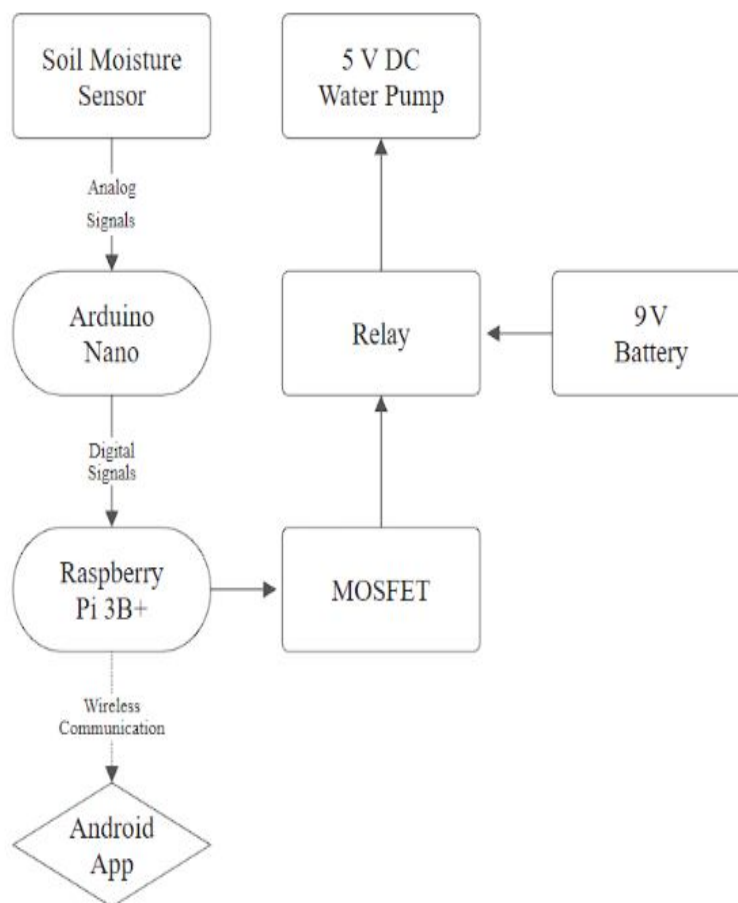 Soil Moisture
Sensor
5 V DC
Water Pump
Analog
Signals
Arduino
Nano
Relay
9 V
Battery
Digital
Signals
Raspberry
Pi 3B+
MOSFET
Wireless
Communication
Android
App